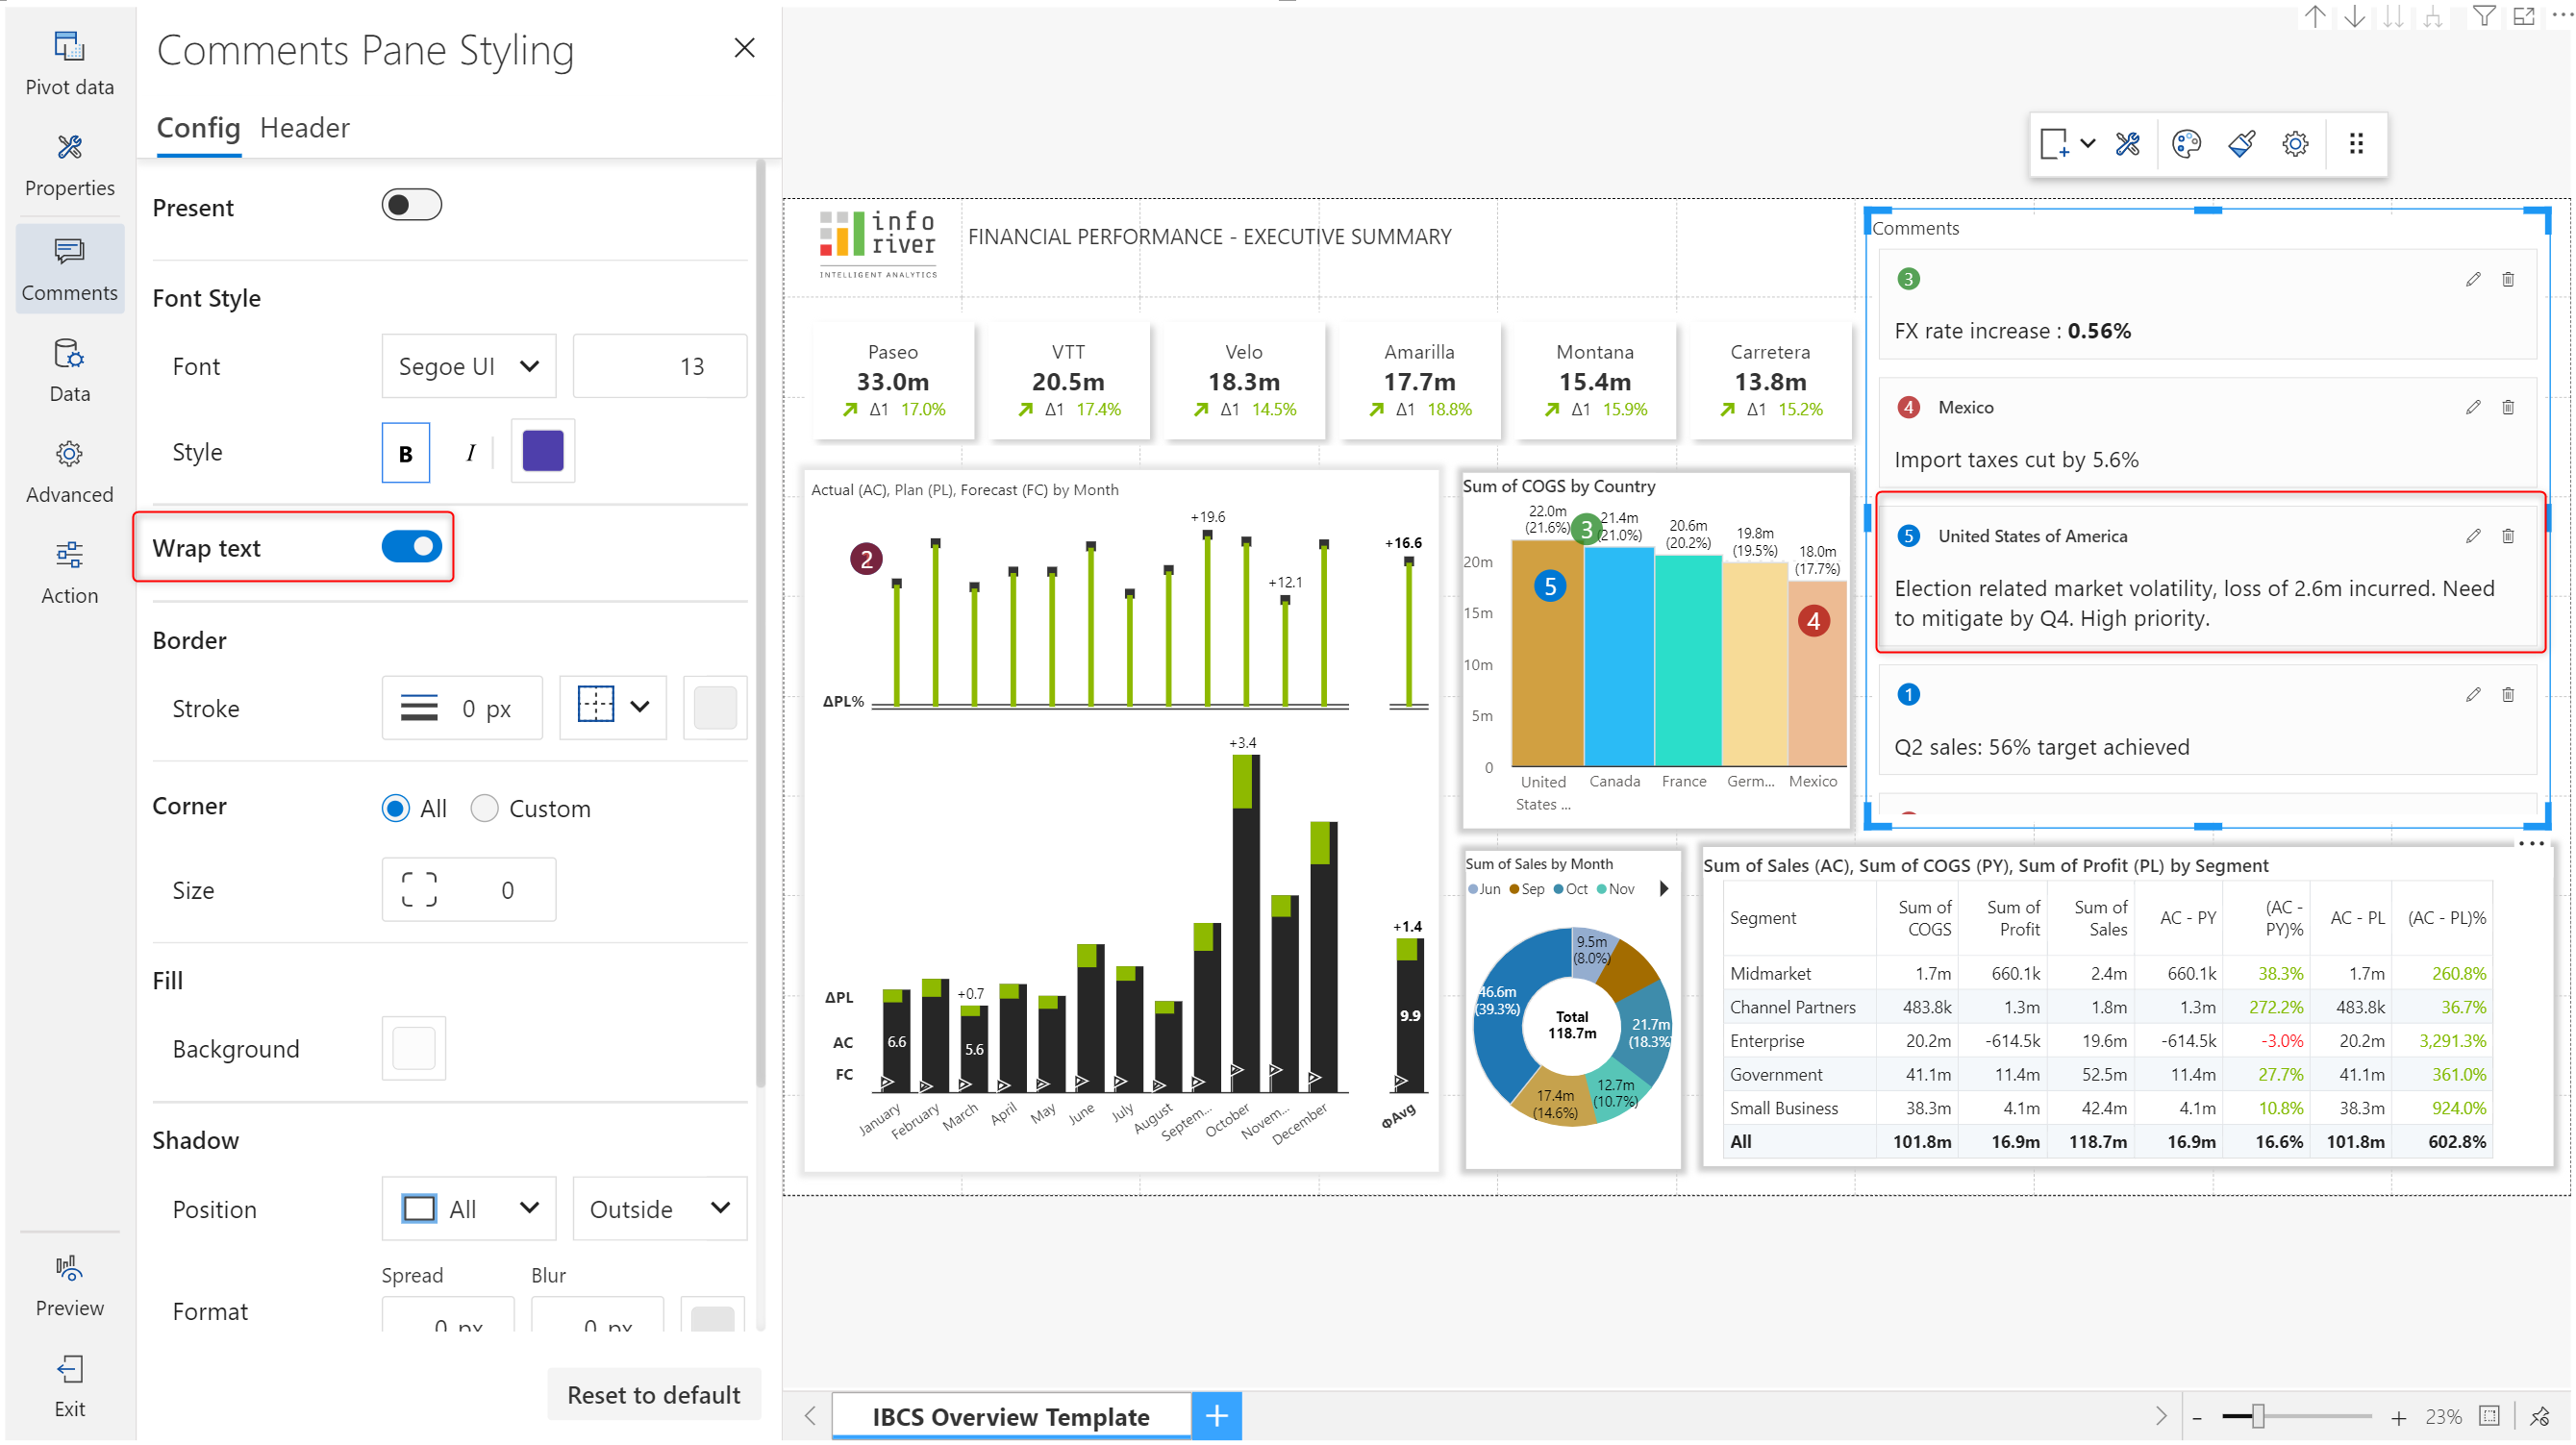 Pivot data
Properties
Comments
Data
Advanced
Action
Preview
Exit
Comments Pane Styling
Config Header
Present
Font Style
Font Segoe UI 13
Style B I
Wrap text
Border
Stroke 0 px
Corner All Custom
Size 0
Fill
Background
Shadow
Position All Outside
Spread Blur
Format 0 px 0 px
Reset to default
info
river
INTELLIGENT ANALYTICS
FINANCIAL PERFORMANCE - EXECUTIVE SUMMARY
Paseo
33.0m
Δ1 17.0%
VTT
20.5m
Δ1 17.4%
Velo
18.3m
Δ1 14.5%
Amarilla
17.7m
Δ1 18.8%
Montana
15.4m
Δ1 15.9%
Carretera
13.8m
Δ1 15.2%
Actual (AC), Plan (PL), Forecast (FC) by Month
2
+19.6
+12.1
+16.6
ΔPL%
+3.4
+0.7
+1.4
ΔPL
AC
FC
6.6
5.6
9.9
January February March April May June July August Septem... October Novem... December ΦAvg
Sum of COGS by Country
22.0m
(21.6%)
3
21.4m
(21.0%)
20.6m
(20.2%)
19.8m
(19.5%)
18.0m
(17.7%)
20m
15m
10m
5m
0
5
4
United
States ...
Canada
France
Germ...
Mexico
Comments
3
FX rate increase : 0.56%
4 Mexico
Import taxes cut by 5.6%
5 United States of America
Election related market volatility, loss of 2.6m incurred. Need
to mitigate by Q4. High priority.
1
Q2 sales: 56% target achieved
Sum of Sales by Month
Jun Sep Oct Nov
9.5m
(8.0%)
46.6m
(39.3%)
Total
118.7m
21.7m
(18.3%
12.7m
(10.7%)
17.4m
(14.6%)
Sum of Sales (AC), Sum of COGS (PY), Sum of Profit (PL) by Segment
Segment Sum of COGS Sum of Profit Sum of Sales AC - PY (AC - PY)% AC - PL (AC - PL)%
Midmarket 1.7m 660.1k 2.4m 660.1k 38.3% 1.7m 260.8%
Channel Partners 483.8k 1.3m 1.8m 1.3m 272.2% 483.8k 36.7%
Enterprise 20.2m -614.5k 19.6m -614.5k -3.0% 20.2m 3,291.3%
Government 41.1m 11.4m 52.5m 11.4m 27.7% 41.1m 361.0%
Small Business 38.3m 4.1m 42.4m 4.1m 10.8% 38.3m 924.0%
All 101.8m 16.9m 118.7m 16.9m 16.6% 101.8m 602.8%
IBCS Overview Template
23%